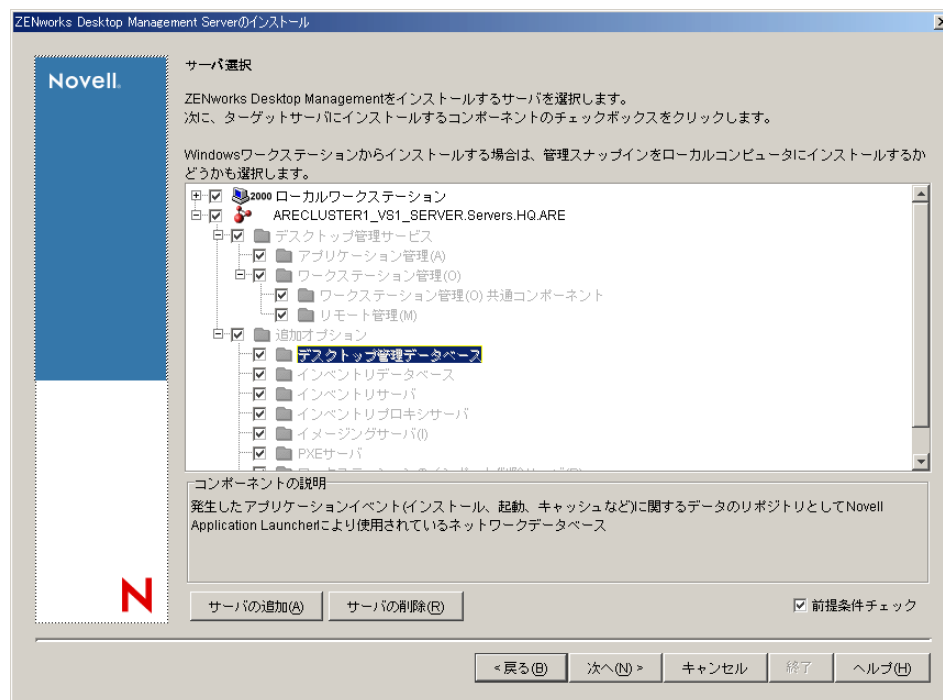 ZENworks Desktop Management Serverのインストール
Novell.
サーバ選択
ZENworks Desktop Managementをインストールするサーバを選択します。
次に、ターゲットサーバにインストールするコンポーネントのチェックボックスをクリックします。
Windowsワークステーションからインストールする場合は、管理スナップインをローカルコンピュータにインストールするか
どうかも選択します。
2000 ローカルワークステーション
ARECLUSTER1_VS1_SERVER.Servers.HQ.ARE
デスクトップ管理サービス
アプリケーション管理(A)
ワークステーション管理(O)
ワークステーション管理(O) 共通コンポーネント
リモート管理(M)
追加オプション
デスクトップ管理データベース
インベントリデータベース
インベントリサーバ
インベントリプロキシサーバ
イメージングサーバ(I)
PXEサーバ
コンポーネントの説明
発生したアプリケーションイベント(インストール、起動、キャッシュなど)に関するデータのリポジトリとしてNovell
Application Launcherにより使用されているネットワークデータベース
N
サーバの追加(A) サーバの削除(R) 前提条件チェック
<戻る(B) 次へ(N)> キャンセル 終了 ヘルプ(H)